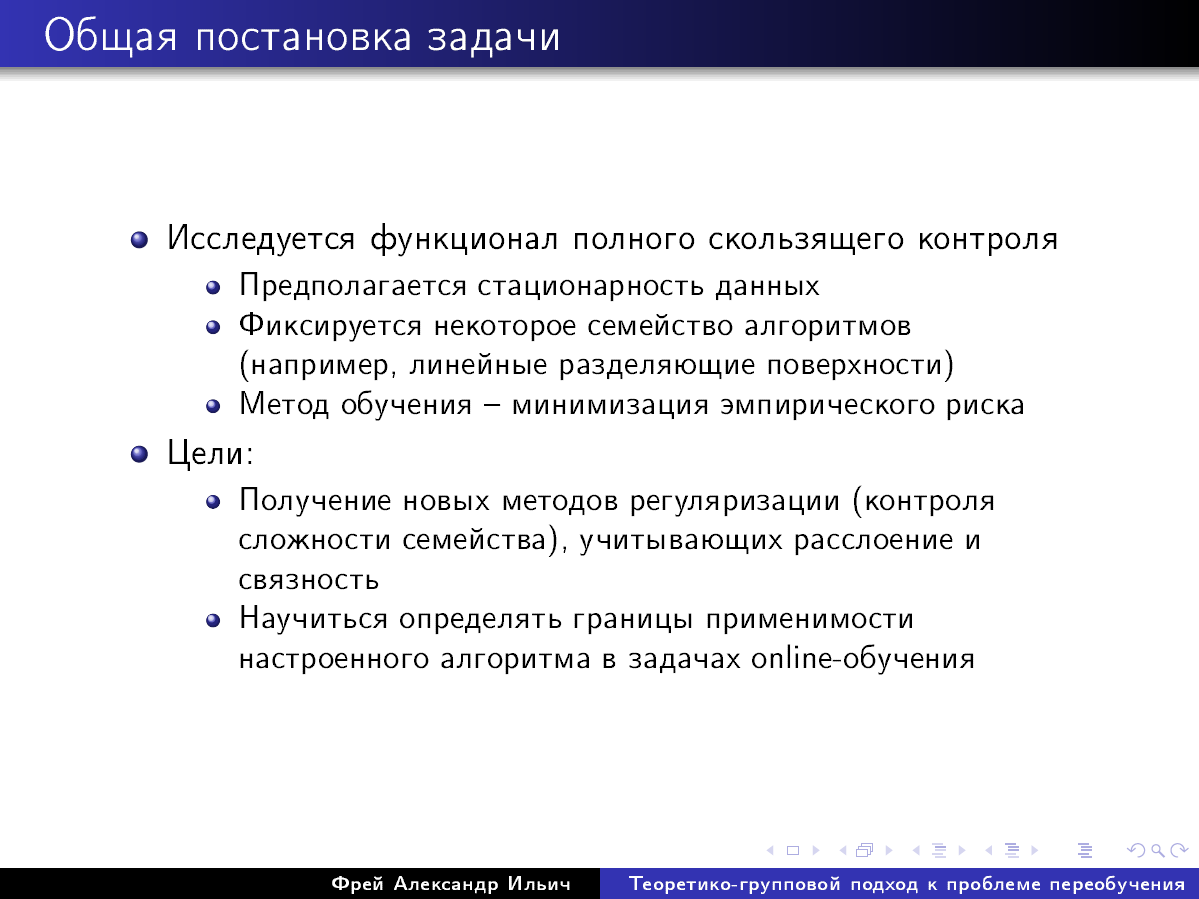 Общая постановка задачи
Исследуется функционал полного скользящего контроля
Предполагается стационарность данных
Фиксируется некоторое семейство алгоритмов
(например, линейные разделяющие поверхности)
Метод обучения – минимизация эмпирического риска
Цели:
Получение новых методов регуляризации (контроля
сложности семейства), учитывающих расслоение и
связность
Научиться определять границы применимости
настроенного алгоритма в задачах online-обучения
Фрей Александр Ильич
Теоретико-групповой подход к проблеме переобучения